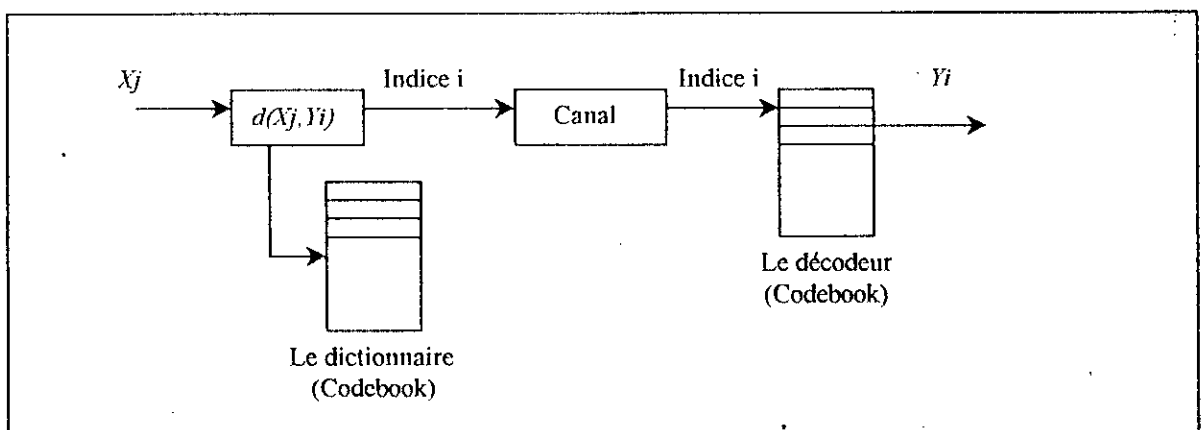 Xj
Indice i
Indice i
Yi
d(Xj,Yi)
Canal
Le décodeur
(Codebook)
Le dictionnaire
(Codebook)